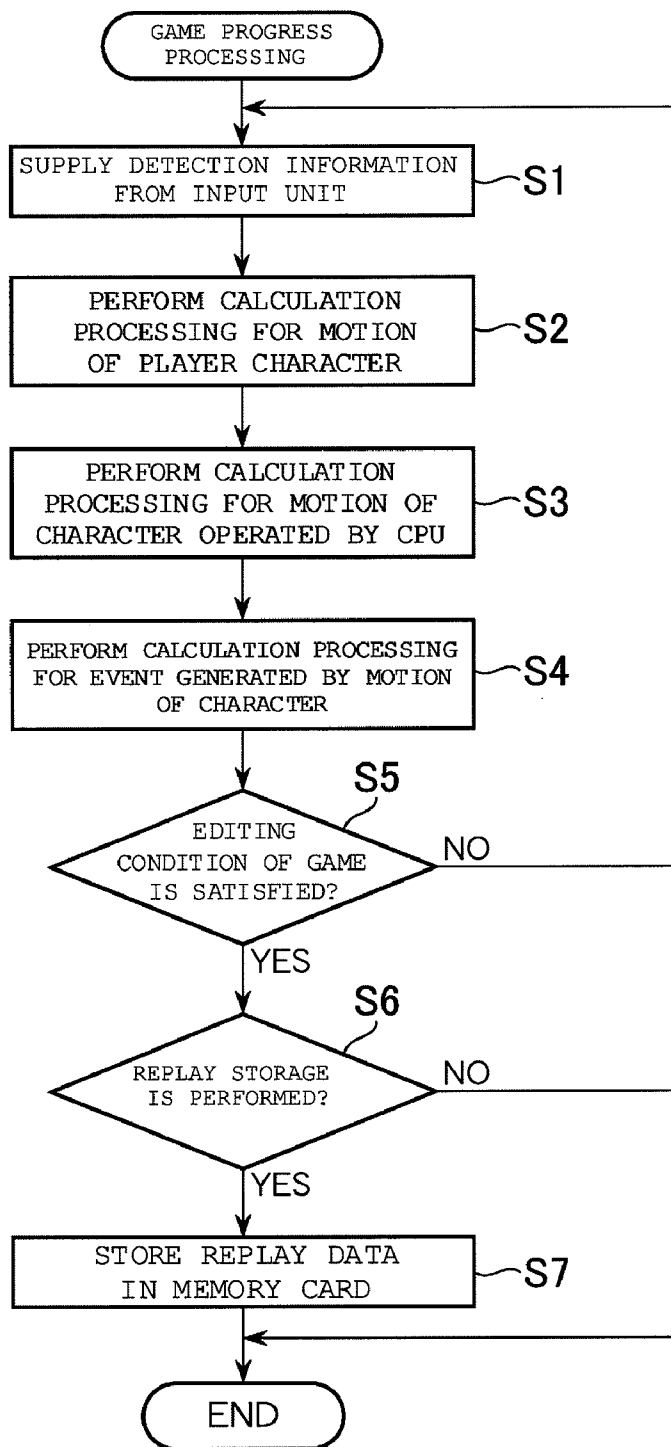 GAME PROGRESS
PROCESSING
SUPPLY DETECTION INFORMATION
FROM INPUT UNIT
S1
PERFORM CALCULATION
PROCESSING FOR MOTION
OF PLAYER CHARACTER
S2
PERFORM CALCULATION
PROCESSING FOR MOTION OF
CHARACTER OPERATED BY CPU
S3
PERFORM CALCULATION PROCESSING
FOR EVENT GENERATED BY MOTION
OF CHARACTER
S4
S5
EDITING
CONDITION OF GAME
IS SATISFIED?
NO
YES
S6
REPLAY STORAGE
IS PERFORMED?
NO
YES
STORE REPLAY DATA
IN MEMORY CARD
S7
END